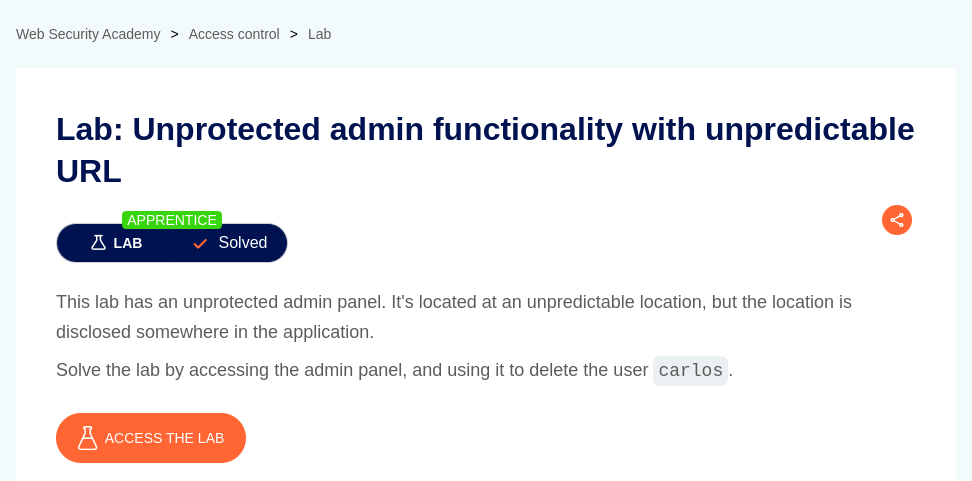 Web Security Academy > Access control > Lab
Lab: Unprotected admin functionality with unpredictable
URL
APPRENTICE
LAB Solved
This lab has an unprotected admin panel. It's located at an unpredictable location, but the location is
disclosed somewhere in the application.
Solve the lab by accessing the admin panel, and using it to delete the user carlos.
ACCESS THE LAB